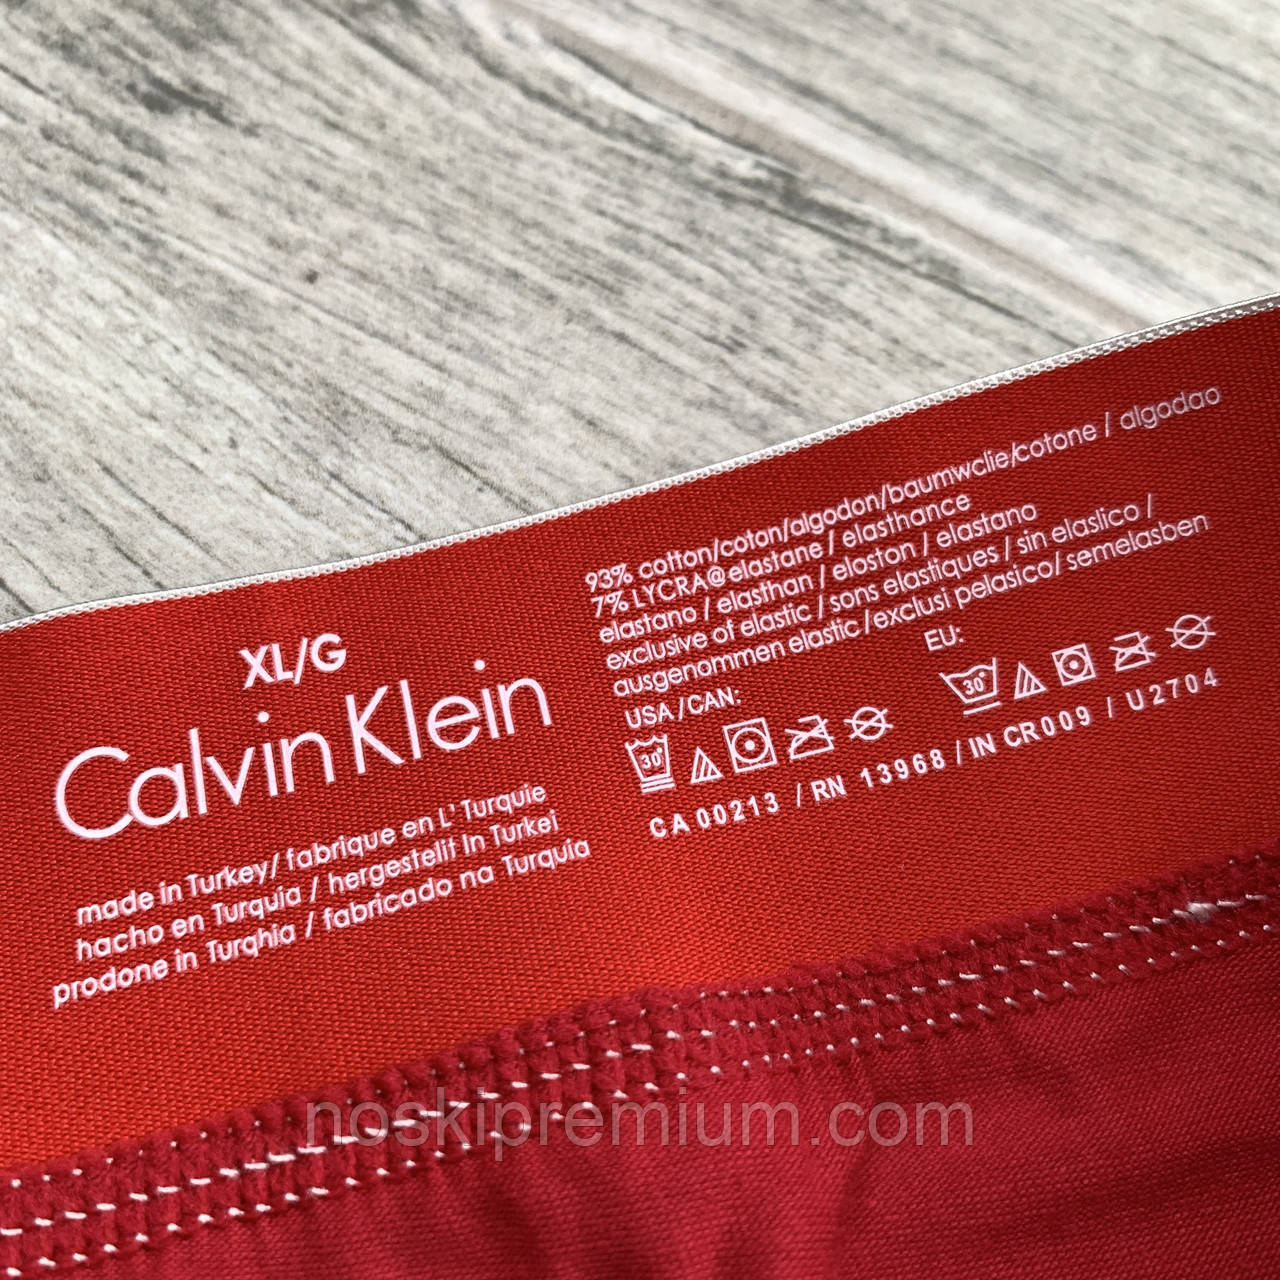 XL/G
Calvin Klein
made in Turkey/ fabrique en L' Turquie
hacho en Turquia / hergestelit In Turkei
prodone in Turqhia / fabricado na Turquia
93% cotton/coton/algodon/baumwclie/cotone / algodao
7% LYCRA@elastane / elasthance
elastano / elasthan / eloston / elastano
exclusive of elastic / sons elastiques / sin elaslico /
ausgenommen elastic /exclusi pelasico/ semelasben
USA/CAN:
30°
EU:
30°
CA 00213 / RN 13968 / IN CR009 / U2704
noskipremium.com